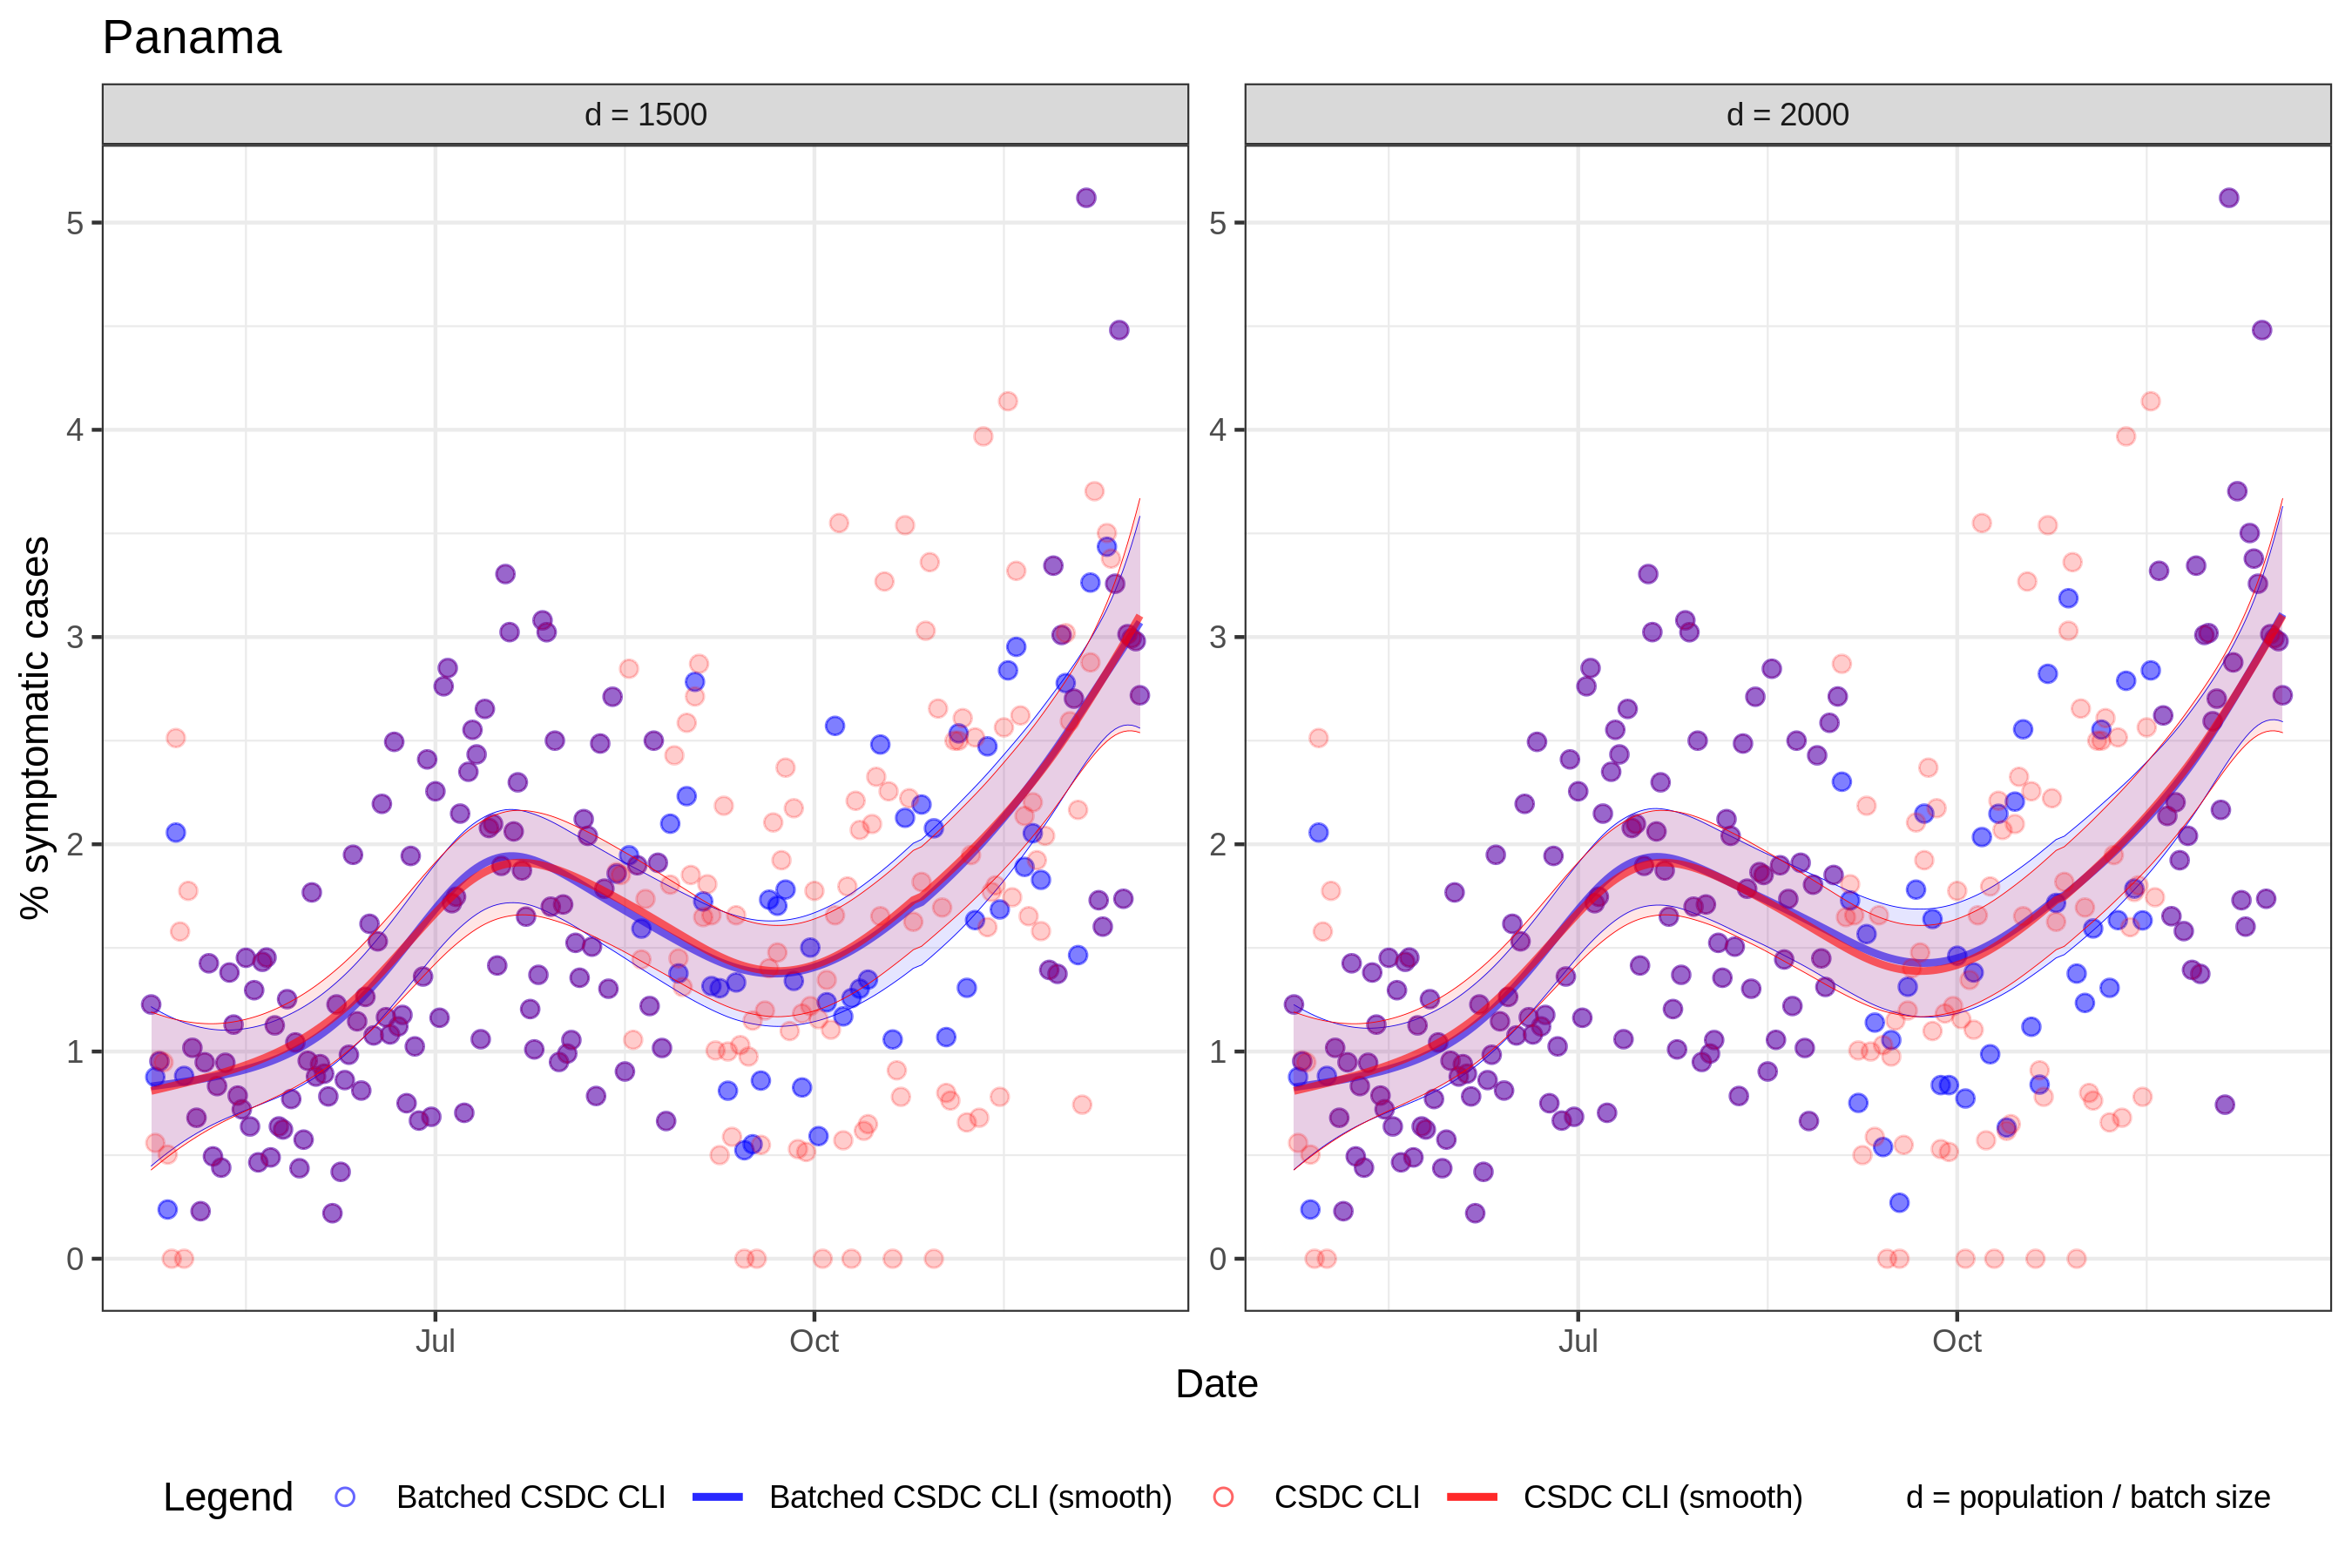 Panama
d = 1500
d = 2000
% symptomatic cases
5
4
3
2
1
0
5
4
3
2
1
0
Jul
Oct
Jul
Oct
Date
Legend
Batched CSDC CLI
Batched CSDC CLI (smooth)
CSDC CLI
CSDC CLI (smooth)
d = population / batch size